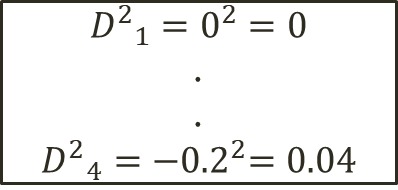 D²₁ = 0² = 0
.
.
D²₄ = −0.2²= 0.04